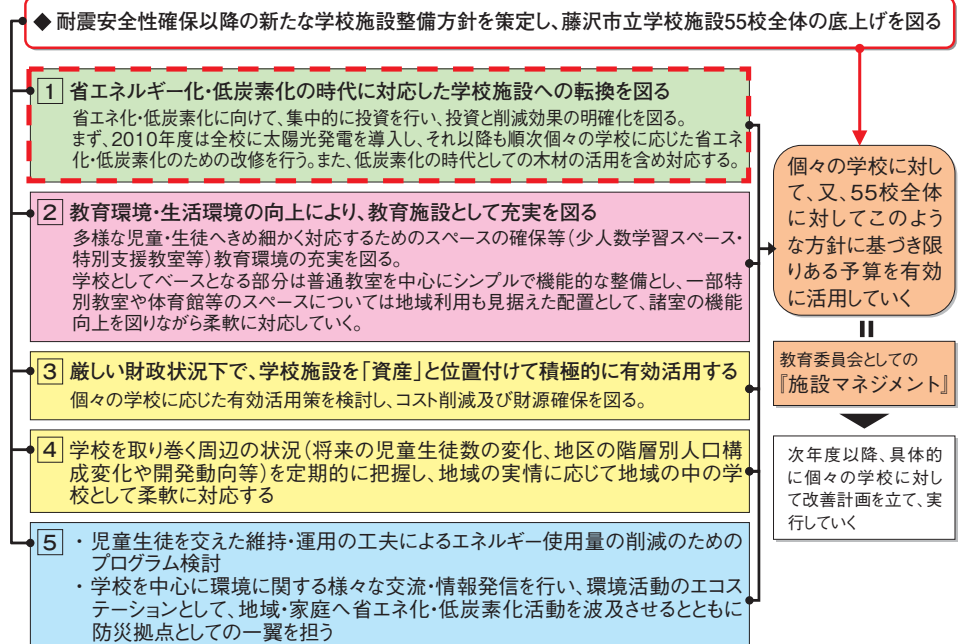 ◆ 耐震安全性確保以降の新たな学校施設整備方針を策定し、藤沢市立学校施設55校全体の底上げを図る
1 省エネルギー化・低炭素化の時代に対応した学校施設への転換を図る
省エネ化・低炭素化に向けて、集中的に投資を行い、投資と削減効果の明確化を図る。
まず、2010年度は全校に太陽光発電を導入し、それ以降も順次個々の学校に応じた省エネ
化・低炭素化のための改修を行う。また、低炭素化の時代としての木材の活用を含め対応する。
2 教育環境・生活環境の向上により、教育施設として充実を図る
多様な児童・生徒へきめ細かく対応するためのスペースの確保等(少人数学習スペース・
特別支援教室等)教育環境の充実を図る。
学校としてベースとなる部分は普通教室を中心にシンプルで機能的な整備とし、一部特
別教室や体育館等のスペースについては地域利用も見据えた配置として、諸室の機能
向上を図りながら柔軟に対応していく。
3 厳しい財政状況下で、学校施設を「資産」と位置付けて積極的に有効活用する
個々の学校に応じた有効活用策を検討し、コスト削減及び財源確保を図る。
4 学校を取り巻く周辺の状況(将来の児童生徒数の変化、地区の階層別人口構
成変化や開発動向等)を定期的に把握し、地域の実情に応じて地域の中の学
校として柔軟に対応する
5 ・児童生徒を交えた維持・運用の工夫によるエネルギー使用量の削減のための
プログラム検討
・学校を中心に環境に関する様々な交流・情報発信を行い、環境活動のエコス
テーションとして、地域・家庭へ省エネ化・低炭素化活動を波及させるとともに
防災拠点としての一翼を担う
個々の学校に対し
て、又、55校全体
に対してこのよう
な方針に基づき限
りある予算を有効
に活用していく
教育委員会としての
『施設マネジメント』
次年度以降、具体的
に個々の学校に対し
て改善計画を立て、実
行していく